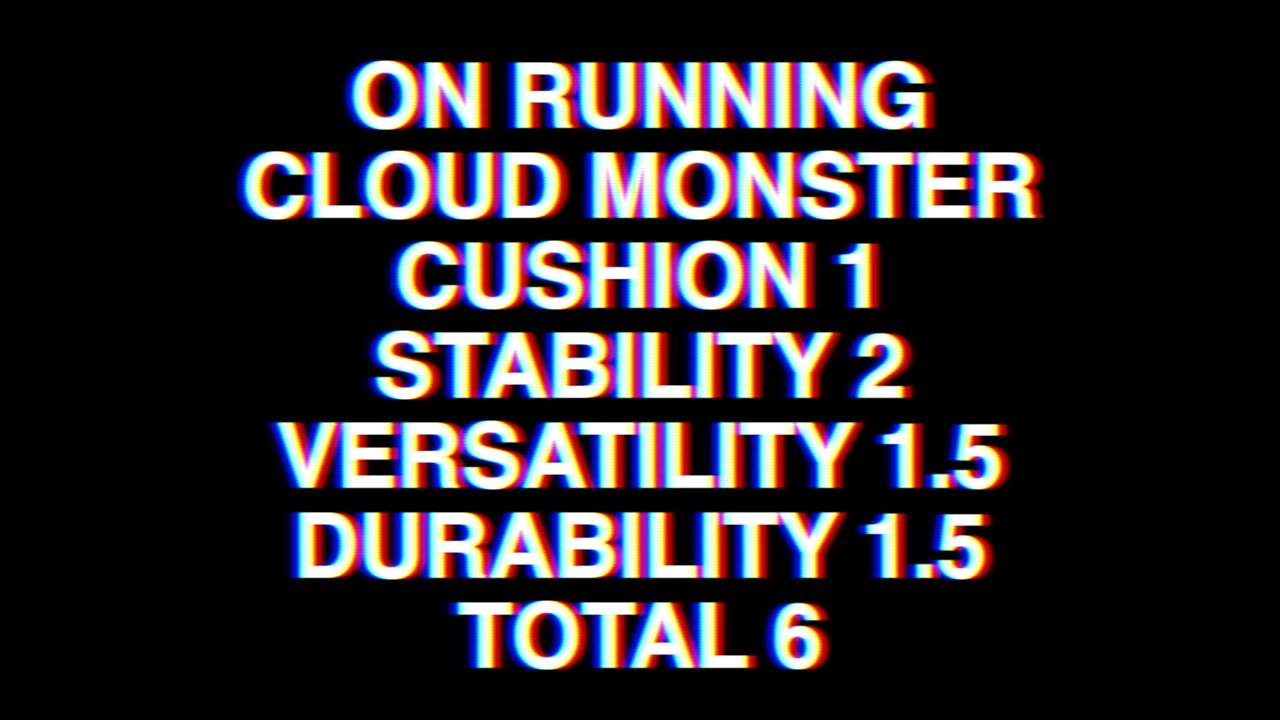 ON RUNNING
CLOUD MONSTER
CUSHION 1
STABILITY 2
VERSATILITY 1.5
DURABILITY 1.5
TOTAL 6